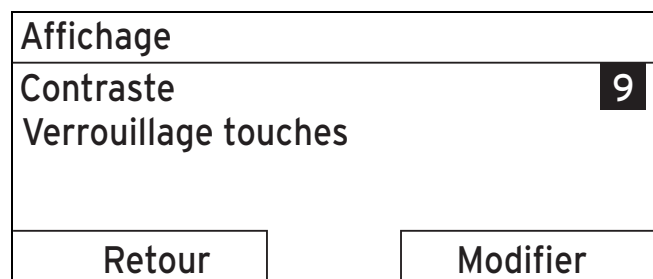 Affichage
Contraste 9
Verrouillage touches
Retour Modifier